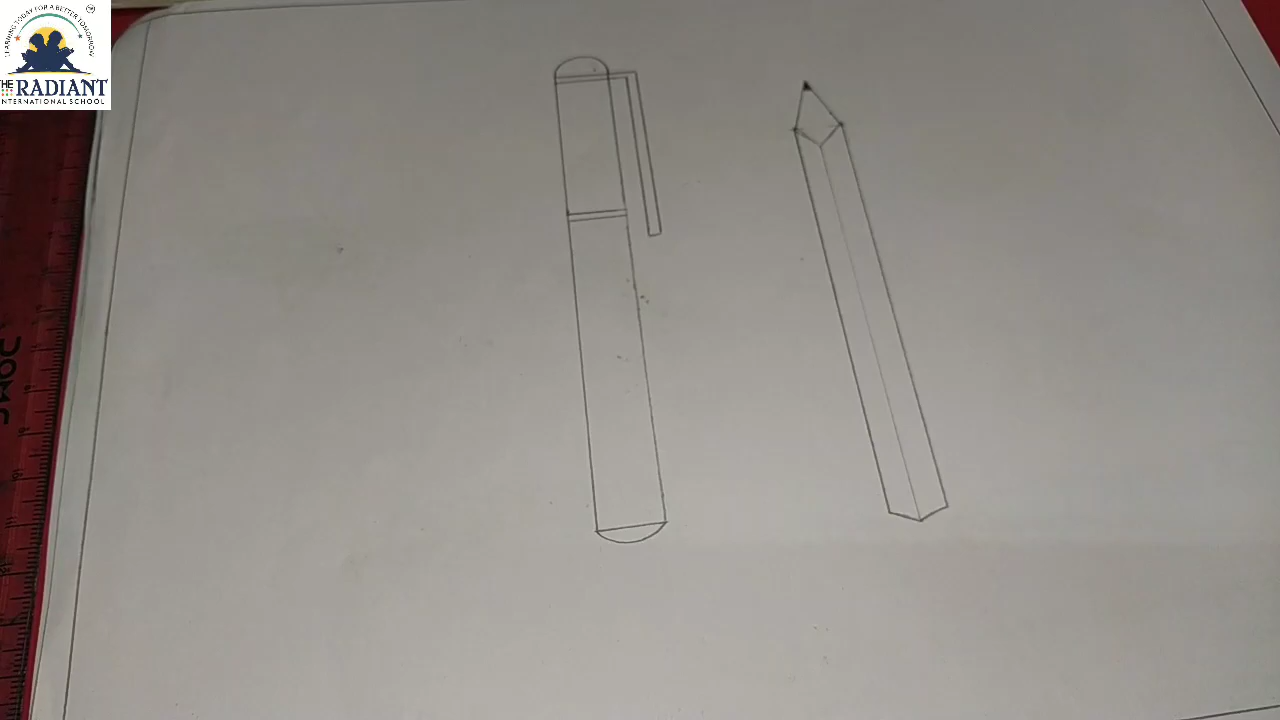 LEARNING TODAY FOR A BETTER TOMORROW
THE RADIANT
INTERNATIONAL SCHOOL